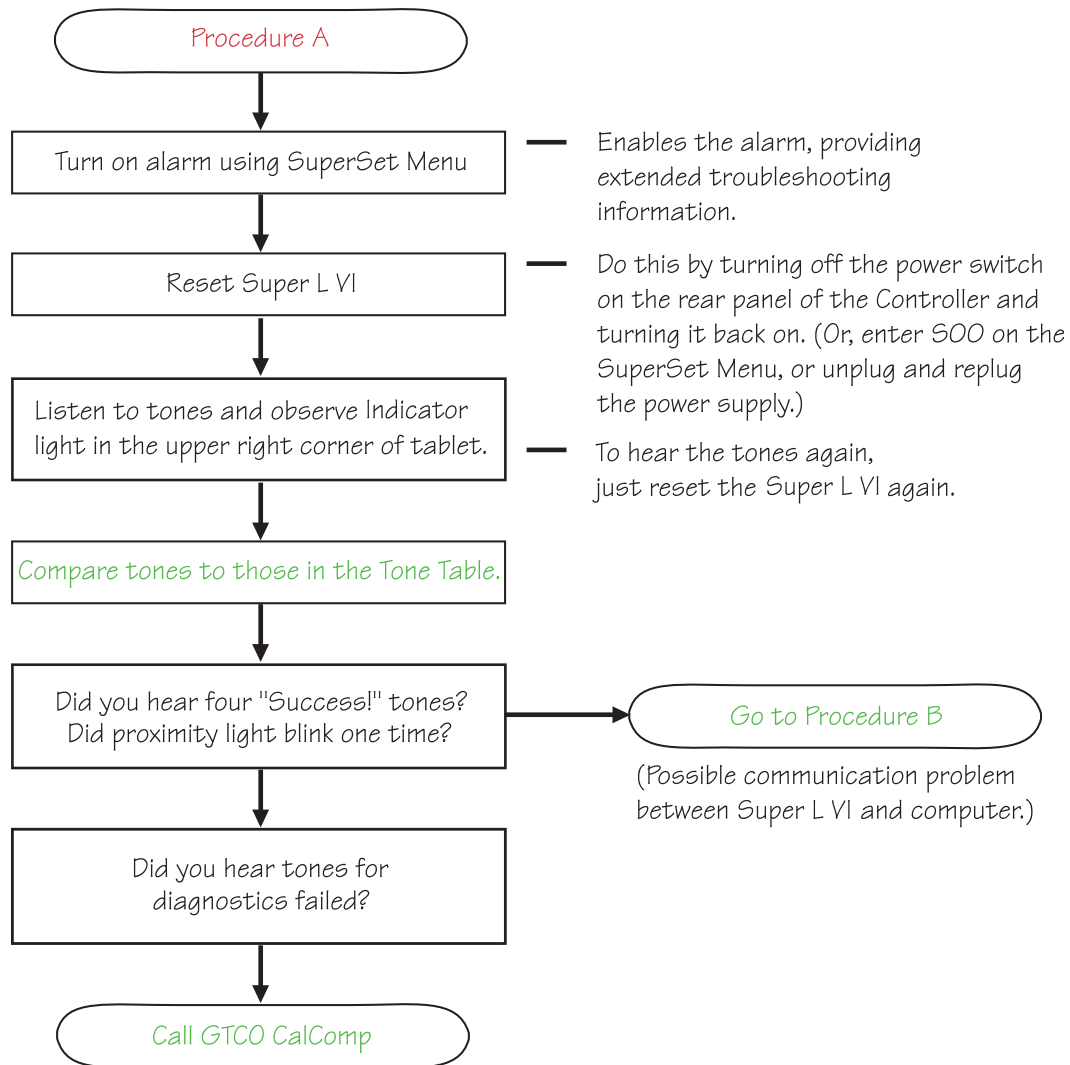 Procedure A
Turn on alarm using SuperSet Menu
Enables the alarm, providing
extended troubleshooting
information.
Reset Super L VI
Do this by turning off the power switch
on the rear panel of the Controller and
turning it back on. (Or, enter S00 on the
SuperSet Menu, or unplug and replug
the power supply.)
Listen to tones and observe Indicator
light in the upper right corner of tablet.
To hear the tones again,
just reset the Super L VI again.
Compare tones to those in the Tone Table.
Did you hear four "Success!" tones?
Did proximity light blink one time?
Go to Procedure B
(Possible communication problem
between Super L VI and computer.)
Did you hear tones for
diagnostics failed?
Call GTCO CalComp